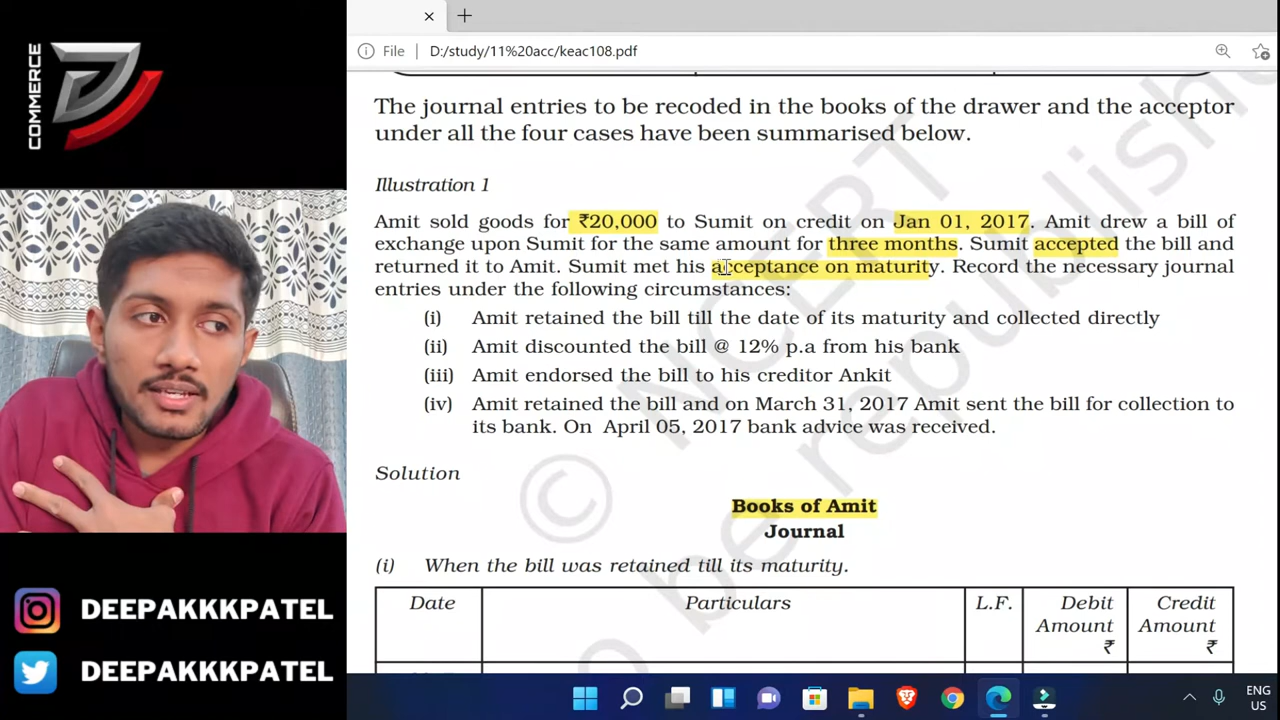 COMMERCE
File D:/study/11%20acc/keac108.pdf
The journal entries to be recoded in the books of the drawer and the acceptor
under all the four cases have been summarised below.
Illustration 1
Amit sold goods for ₹20,000 to Sumit on credit on Jan 01, 2017. Amit drew a bill of
exchange upon Sumit for the same amount for three months. Sumit accepted the bill and
returned it to Amit. Sumit met his acceptance on maturity. Record the necessary journal
entries under the following circumstances:
(i) Amit retained the bill till the date of its maturity and collected directly
(ii) Amit discounted the bill @ 12% p.a from his bank
(iii) Amit endorsed the bill to his creditor Ankit
(iv) Amit retained the bill and on March 31, 2017 Amit sent the bill for collection to
its bank. On April 05, 2017 bank advice was received.
Solution
Books of Amit
Journal
(i) When the bill was retained till its maturity.
Date Particulars L.F. Debit Credit
Amount Amount
₹ ₹
© NCERT
o be republish
DEEPAKKKPATEL
DEEPAKKKPATEL
ENG
US